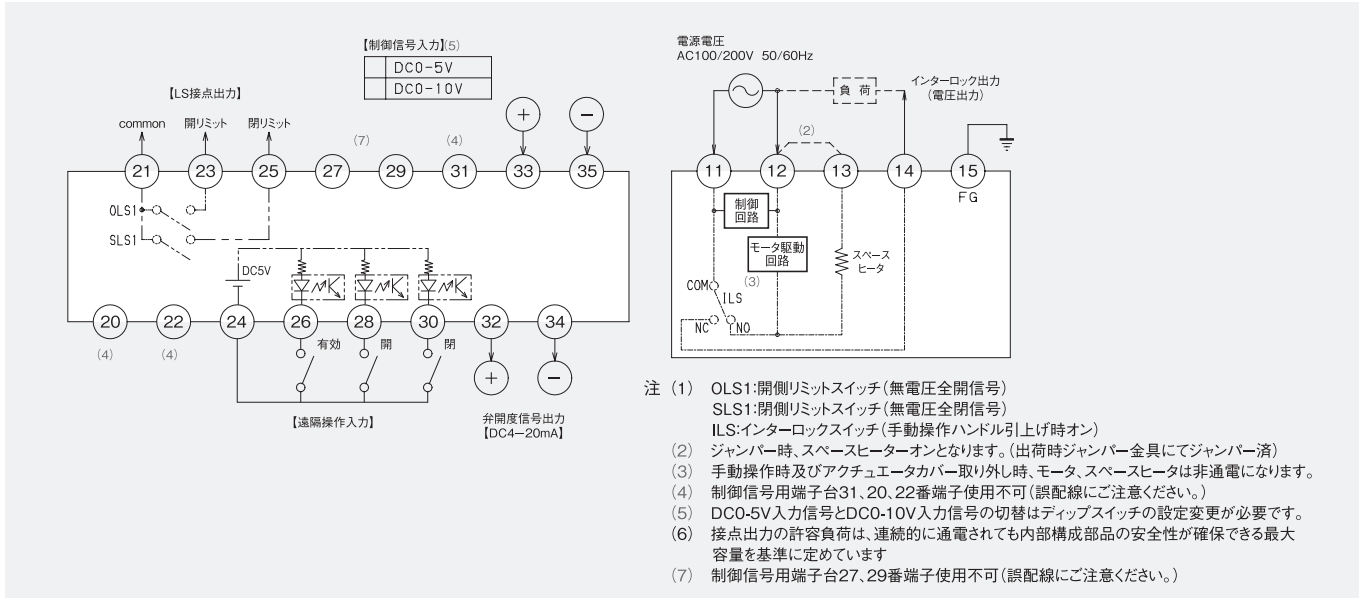 【制御信号入力】(5)
DC0-5V
DC0-10V
【LS接点出力】
common 開リミット 閉リミット
(7) (4)
+ −
21 23 25 27 29 31 33 35
OLS1
SLS1
DC5V
20 22 24 26 28 30 32 34
(4) (4)
有効 開 閉
+ −
【遠隔操作入力】
弁開度信号出力
【DC4−20mA】
電源電圧
AC100/200V 50/60Hz
負荷
インターロック出力
(電圧出力)
(2)
11 12 13 14 15
FG
制御
回路
モータ駆動
回路
(3)
スペース
ヒータ
COM
ILS
NC NO
注 (1) OLS1:開側リミットスイッチ(無電圧全開信号)
SLS1:閉側リミットスイッチ(無電圧全閉信号)
ILS:インターロックスイッチ(手動操作ハンドル引上げ時オン)
(2) ジャンパー時、スペースヒーターオンとなります。(出荷時ジャンパー金具にてジャンパー済)
(3) 手動操作時及びアクチュエータカバー取り外し時、モータ、スペースヒータは非通電になります。
(4) 制御信号用端子台31、20、22番端子使用不可(誤配線にご注意ください。)
(5) DC0-5V入力信号とDC0-10V入力信号の切替はディップスイッチの設定変更が必要です。
(6) 接点出力の許容負荷は、連続的に通電されても内部構成部品の安全性が確保できる最大
容量を基準に定めています
(7) 制御信号用端子台27、29番端子使用不可(誤配線にご注意ください。)